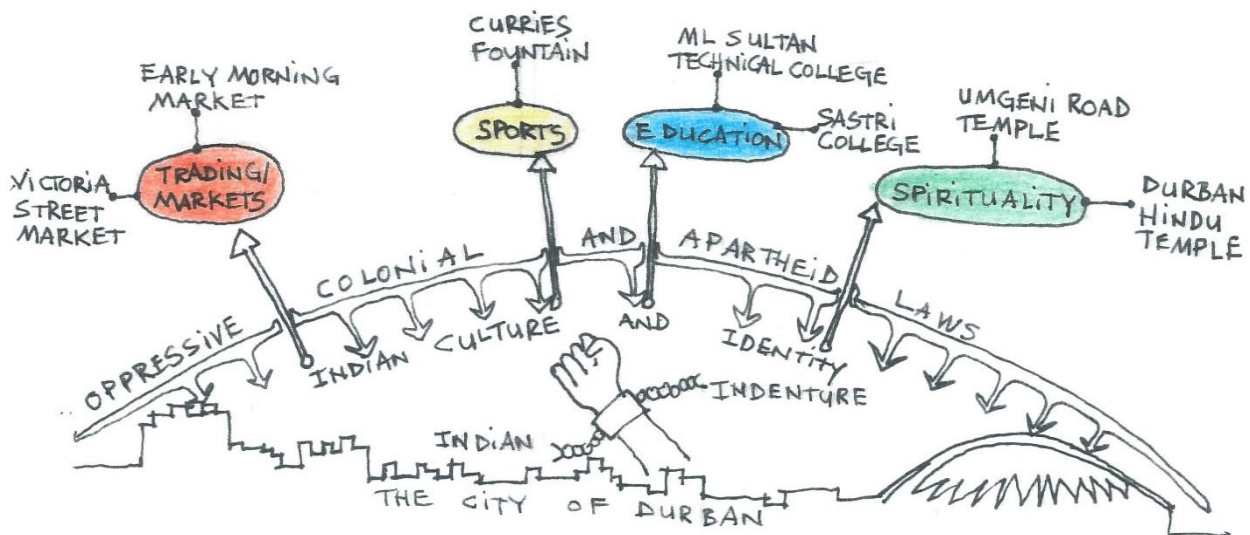 CURRIES
FOUNTAIN
ML SULTAN
TECHNICAL COLLEGE
EARLY MORNING
MARKET
UMGENI ROAD
TEMPLE
SPORTS
EDUCATION
SASTRI
COLLEGE
VICTORIA
STREET
MARKET
TRADING/
MARKETS
SPIRITUALITY
DURBAN
HINDU
TEMPLE
OPPRESSIVE COLONIAL AND APARTHEID LAWS
INDIAN CULTURE AND IDENTITY
INDIAN INDENTURE
THE CITY OF DURBAN